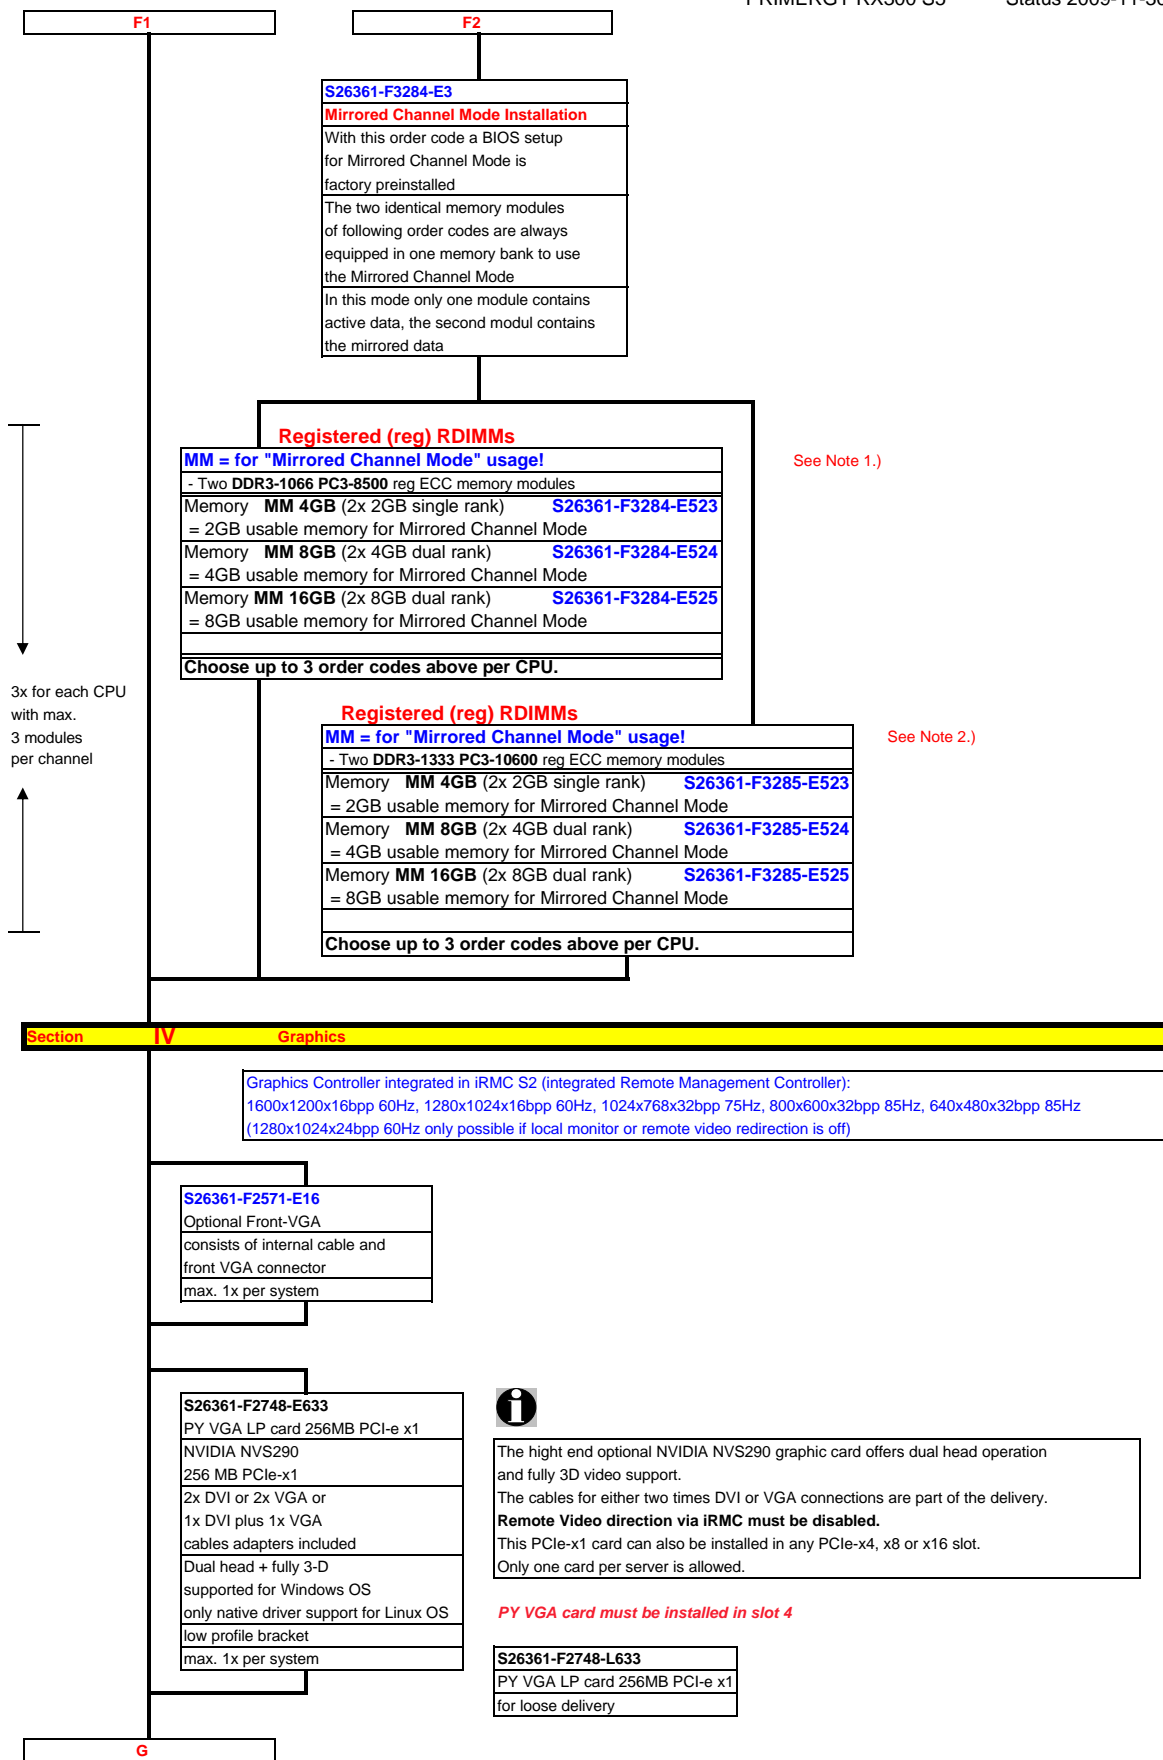 PRIMERGY RX300 S5 Status 2009-11-30
F1
F2
S26361-F3284-E3
Mirrored Channel Mode Installation
With this order code a BIOS setup
for Mirrored Channel Mode is
factory preinstalled
The two identical memory modules
of following order codes are always
equipped in one memory bank to use
the Mirrored Channel Mode
In this mode only one module contains
active data, the second modul contains
the mirrored data
Registered (reg) RDIMMs
MM = for "Mirrored Channel Mode" usage!
See Note 1.)
- Two DDR3-1066 PC3-8500 reg ECC memory modules
Memory MM 4GB (2x 2GB single rank) S26361-F3284-E523
= 2GB usable memory for Mirrored Channel Mode
Memory MM 8GB (2x 4GB dual rank) S26361-F3284-E524
= 4GB usable memory for Mirrored Channel Mode
Memory MM 16GB (2x 8GB dual rank) S26361-F3284-E525
= 8GB usable memory for Mirrored Channel Mode
Choose up to 3 order codes above per CPU.
3x for each CPU
with max.
3 modules
per channel
Registered (reg) RDIMMs
MM = for "Mirrored Channel Mode" usage!
See Note 2.)
- Two DDR3-1333 PC3-10600 reg ECC memory modules
Memory MM 4GB (2x 2GB single rank) S26361-F3285-E523
= 2GB usable memory for Mirrored Channel Mode
Memory MM 8GB (2x 4GB dual rank) S26361-F3285-E524
= 4GB usable memory for Mirrored Channel Mode
Memory MM 16GB (2x 8GB dual rank) S26361-F3285-E525
= 8GB usable memory for Mirrored Channel Mode
Choose up to 3 order codes above per CPU.
Section IV Graphics
Graphics Controller integrated in iRMC S2 (integrated Remote Management Controller):
1600x1200x16bpp 60Hz, 1280x1024x16bpp 60Hz, 1024x768x32bpp 75Hz, 800x600x32bpp 85Hz, 640x480x32bpp 85Hz
(1280x1024x24bpp 60Hz only possible if local monitor or remote video redirection is off)
S26361-F2571-E16
Optional Front-VGA
consists of internal cable and
front VGA connector
max. 1x per system
S26361-F2748-E633
PY VGA LP card 256MB PCI-e x1
NVIDIA NVS290
256 MB PCIe-x1
2x DVI or 2x VGA or
1x DVI plus 1x VGA
cables adapters included
Dual head + fully 3-D
supported for Windows OS
only native driver support for Linux OS
low profile bracket
max. 1x per system
The hight end optional NVIDIA NVS290 graphic card offers dual head operation
and fully 3D video support.
The cables for either two times DVI or VGA connections are part of the delivery.
Remote Video direction via iRMC must be disabled.
This PCIe-x1 card can also be installed in any PCIe-x4, x8 or x16 slot.
Only one card per server is allowed.
PY VGA card must be installed in slot 4
S26361-F2748-L633
PY VGA LP card 256MB PCI-e x1
for loose delivery
G